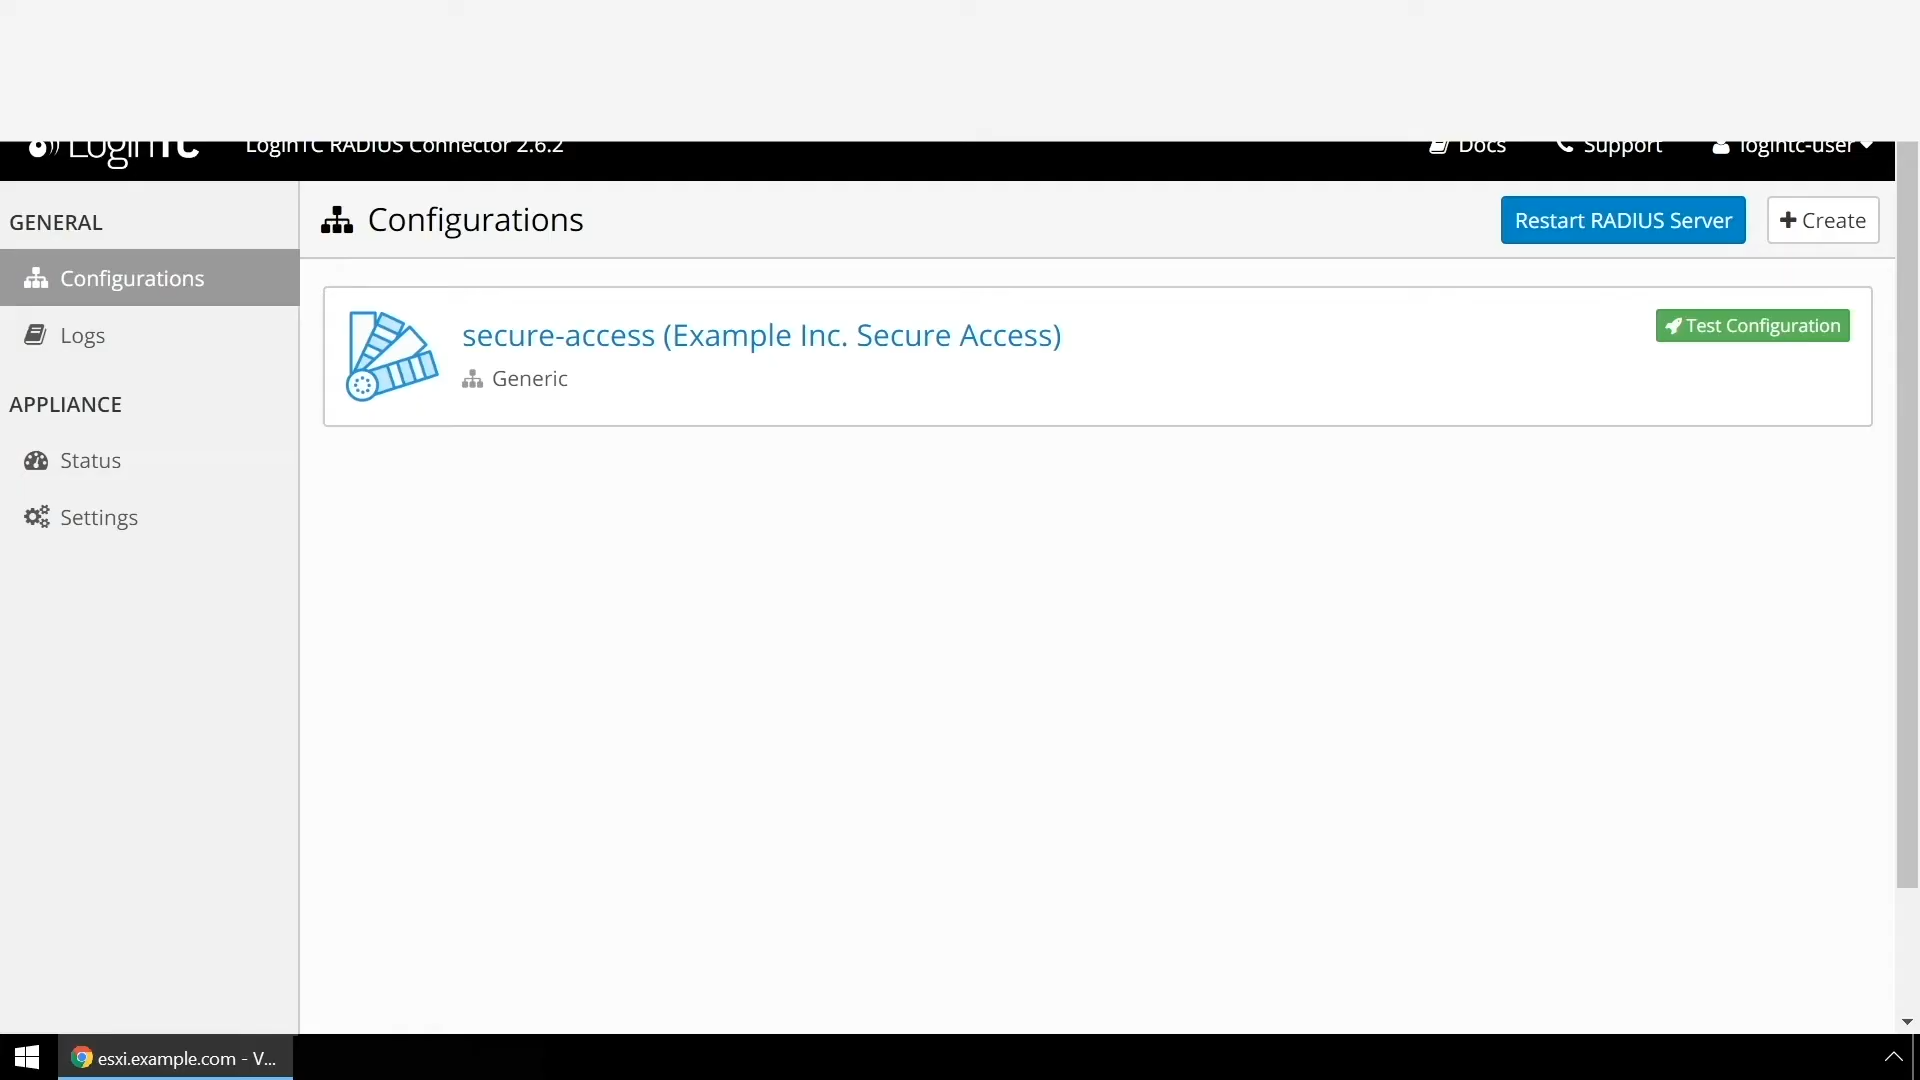 LoginTC LoginTC RADIUS Connector 2.6.2 Docs Support logintc-user
GENERAL
Configurations
Logs
APPLIANCE
Status
Settings
Configurations
Restart RADIUS Server
Create
secure-access (Example Inc. Secure Access)
Generic
Test Configuration
esxi.example.com - V...